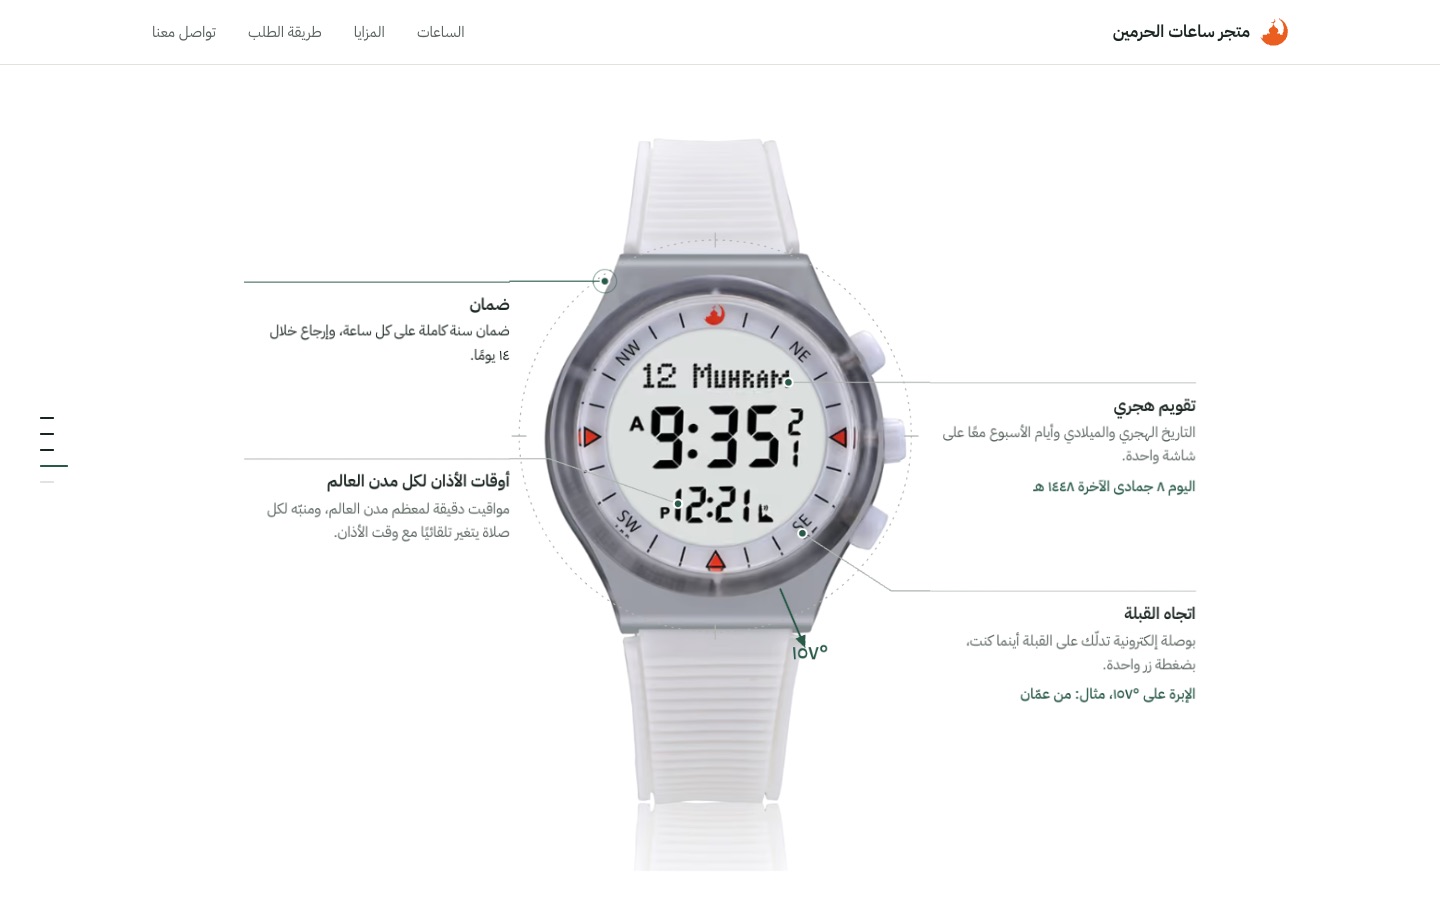 متجر ساعات الحرمين
الساعات
المزايا
طريقة الطلب
تواصل معنا
ضمان
ضمان سنة كاملة على كل ساعة، وإرجاع خلال
١٤ يومًا.
NW
NE
12 MUHRAM
A 9:35 21
P 12:21
SW
SE
تقويم هجري
التاريخ الهجري والميلادي وأيام الأسبوع معًا على
شاشة واحدة.
اليوم ٨ جمادى الآخرة ١٤٤٨ هـ
أوقات الأذان لكل مدن العالم
مواقيت دقيقة لمعظم مدن العالم، ومنبّه لكل
صلاة يتغير تلقائيًا مع وقت الأذان.
اتجاه القبلة
بوصلة إلكترونية تدلّك على القبلة أينما كنت،
بضغطة زر واحدة.
الإبرة على °١٥٧، مثال: من عمّان
١٥٧°